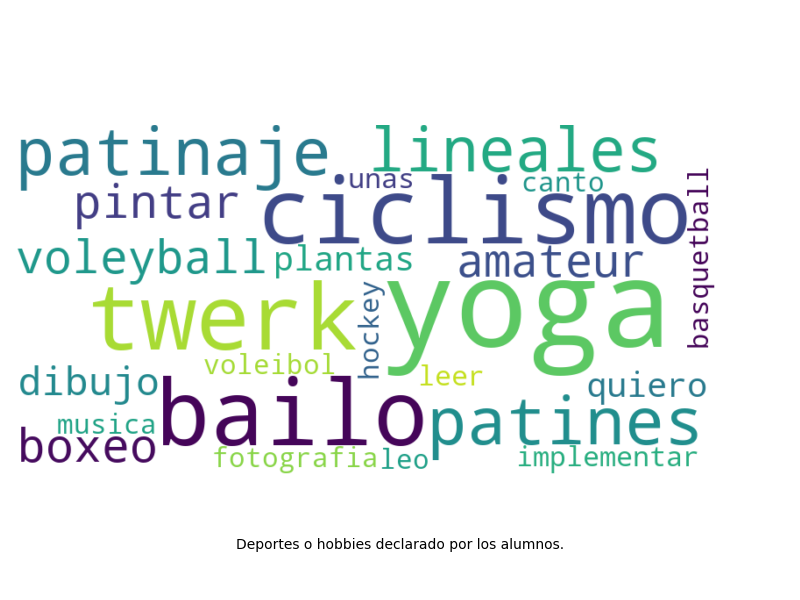 patinaje lineales
unas canto
pintar ciclismo basquetball
voleyball plantas amateur
twerk hockey yoga
voleibol leer
dibujo bailo quiero
musica patines
boxeo fotografia leo implementar
Deportes o hobbies declarado por los alumnos.